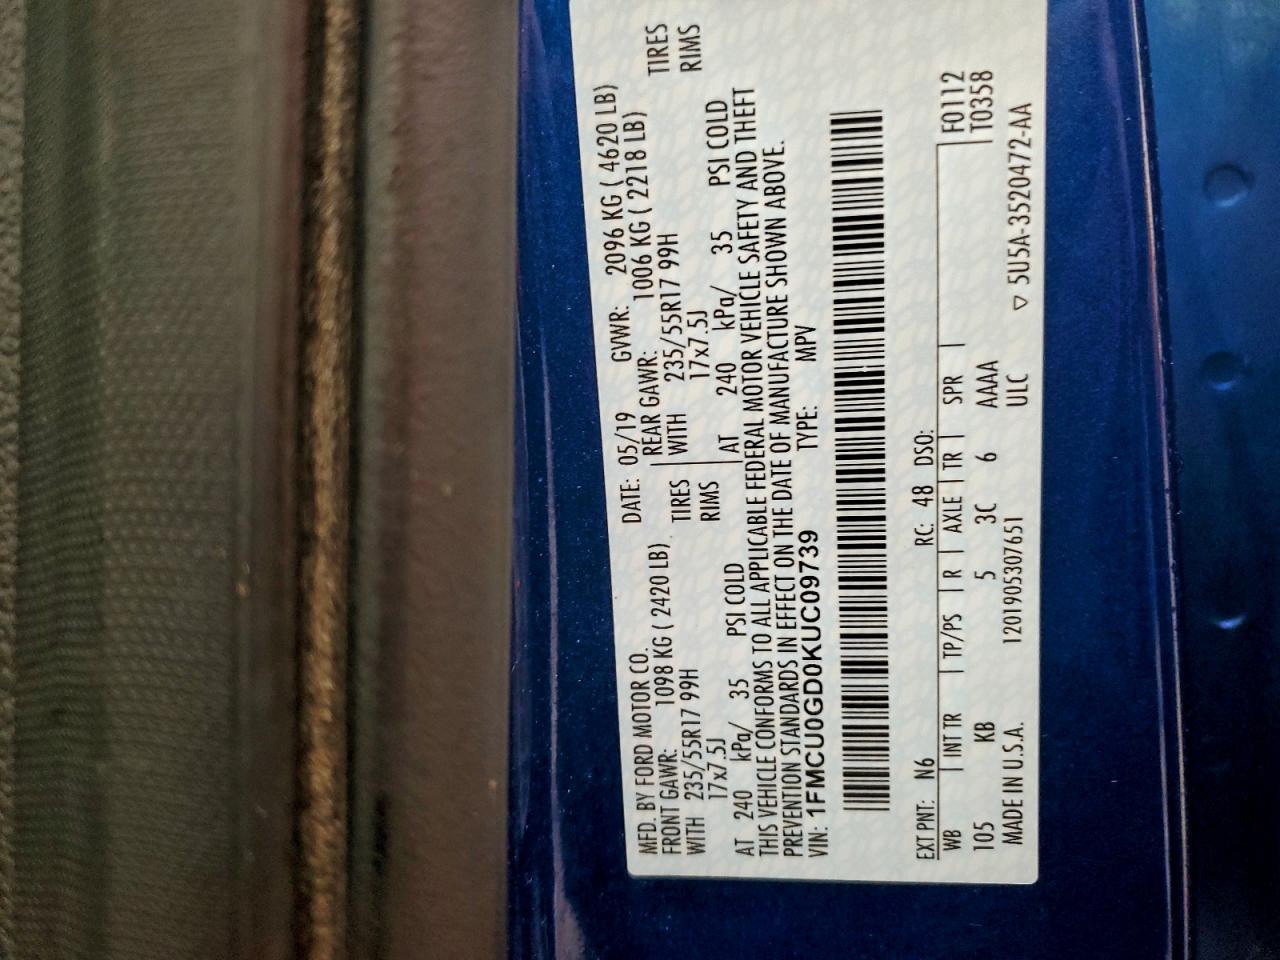 MFD. BY FORD MOTOR CO. DATE: 05/19 GVWR: 2096 KG ( 4620 LB)
FRONT GAWR: 1098 KG ( 2420 LB) REAR GAWR: 1006 KG ( 2218 LB)
WITH 235/55R17 99H TIRES WITH 235/55R17 99H TIRES
17x7.5J RIMS 17x7.5J RIMS
AT 240 kPa/ 35 PSI COLD AT 240 kPa/ 35 PSI COLD
THIS VEHICLE CONFORMS TO ALL APPLICABLE FEDERAL MOTOR VEHICLE SAFETY AND THEFT
PREVENTION STANDARDS IN EFFECT ON THE DATE OF MANUFACTURE SHOWN ABOVE.
VIN: 1FMCU0GD0KUC09739 TYPE: MPV
EXT PNT: N6 RC: 48 DSO:
WB INT TR TP/PS R AXLE TR SPR F0112
105 KB 5 3C 6 AAAA T0358
MADE IN U.S.A. 1201905307651 ULC ▽ 5U5A-3520472-AA